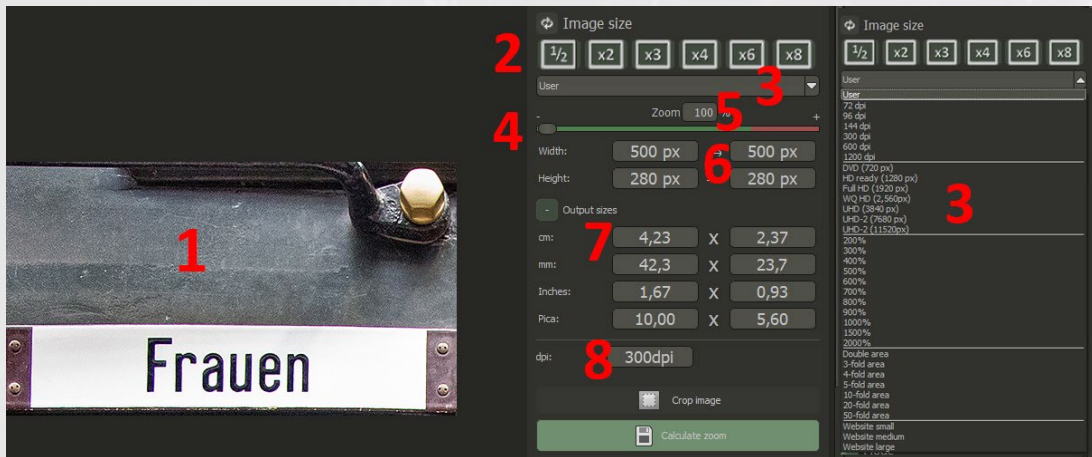 1
Frauen
Image size
2
1/2 x2 x3 x4 x6 x8
User
3
Zoom 100 %
5
4
- +
Width: 500 px → 500 px
6
Height: 280 px 280 px
- Output sizes
7
cm: 4,23 X 2,37
mm: 42,3 X 23,7
Inches: 1,67 X 0,93
Pica: 10,00 X 5,60
8
dpi: 300dpi
Crop image
Calculate zoom
Image size
1/2 x2 x3 x4 x6 x8
User
User
72 dpi
96 dpi
144 dpi
300 dpi
600 dpi
1200 dpi
DVD (720 px)
HD ready (1280 px)
Full HD (1920 px)
WQ HD (2,560px)
UHD (3840 px)
UHD-2 (7680 px)
UHD-2 (11520px)
3
200%
300%
400%
500%
600%
700%
800%
900%
1000%
1500%
2000%
Double area
3-fold area
4-fold area
5-fold area
10-fold area
20-fold area
50-fold area
Website small
Website medium
Website large